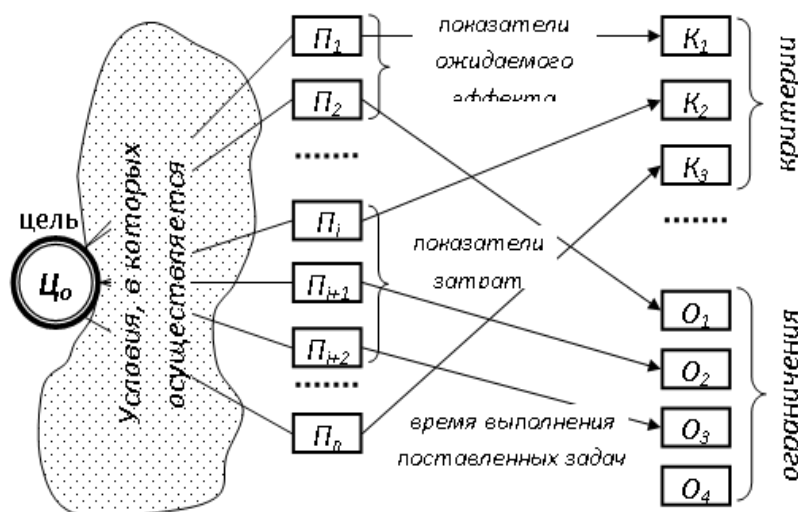 цель
Ц₀
Условия, в которых
осуществляется
П₁
П₂
Пᵢ
Пᵢ₊₁
Пᵢ₊₂
Пₙ
показатели
ожидаемого
эффекта
показатели
затрат
время выполнения
поставленных задач
К₁
К₂
К₃
критерии
О₁
О₂
О₃
О₄
ограничения